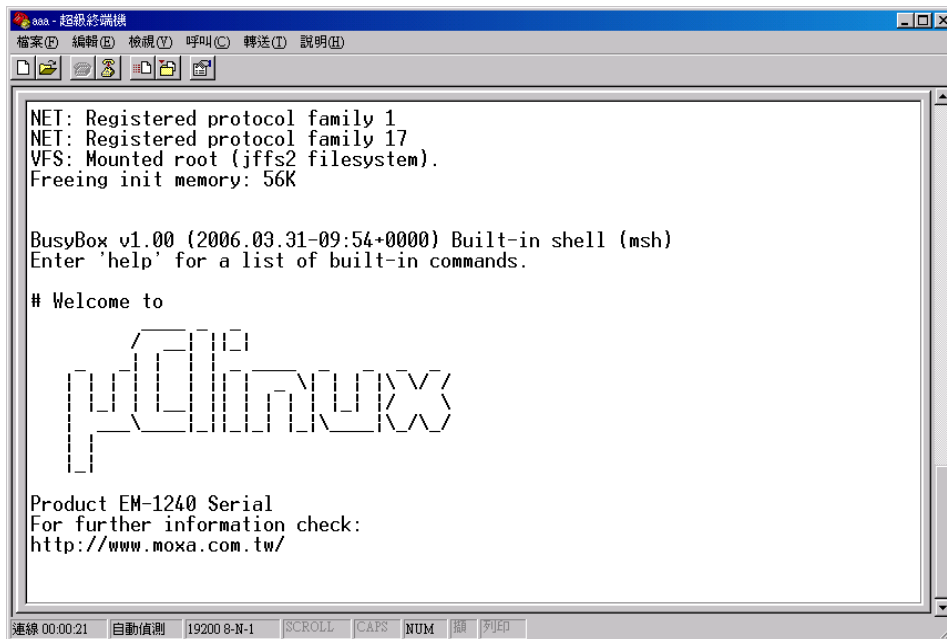 aaa - 超級終端機
檔案(F) 編輯(E) 檢視(V) 呼叫(C) 轉送(T) 說明(H)
NET: Registered protocol family 1
NET: Registered protocol family 17
VFS: Mounted root (jffs2 filesystem).
Freeing init memory: 56K
BusyBox v1.00 (2006.03.31-09:54+0000) Built-in shell (msh)
Enter 'help' for a list of built-in commands.
# Welcome to
µClinux
Product EM-1240 Serial
For further information check:
http://www.moxa.com.tw/
連線 00:00:21 自動偵測 19200 8-N-1 SCROLL CAPS NUM 擷 列印